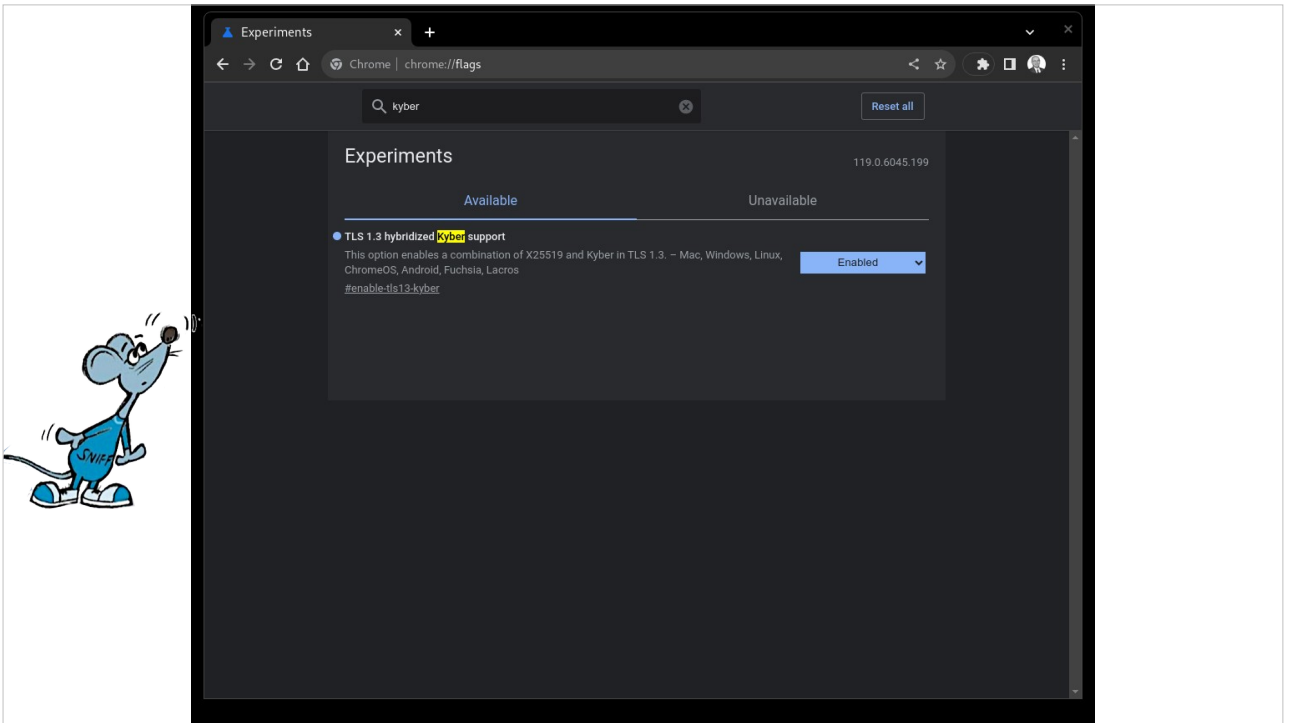 Experiments
Chrome | chrome://flags
kyber
Reset all
Experiments
119.0.6045.199
Available
Unavailable
TLS 1.3 hybridized Kyber support
This option enables a combination of X25519 and Kyber in TLS 1.3. – Mac, Windows, Linux,
ChromeOS, Android, Fuchsia, Lacros
#enable-tls13-kyber
Enabled
SNIFF